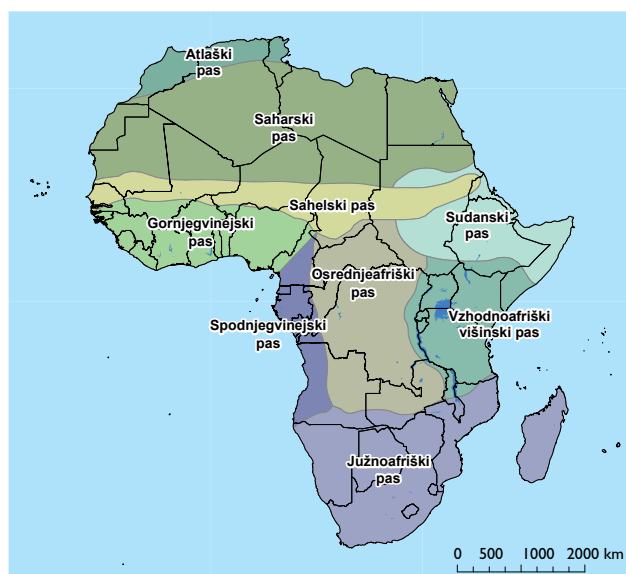 Atlaški
pas
Saharski
pas
Sahelski pas
Gornjegvinejski
pas
Sudanski
pas
Osrednjeafriški
pas
Spodnjegvinejski
pas
Vzhodnoafriški
višinski pas
Južnoafriški
pas
0 500 1000 2000 km